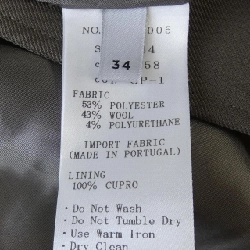 NO.
34
FABRIC
53% POLYESTER
43% WOOL
4% POLYURETHANE
IMPORT FABRIC
(MADE IN PORTUGAL)
LINING
100% CUPRO
· Do Not Wash
· Do Not Tumble Dry
· Use Warm Iron
· Dry Clean